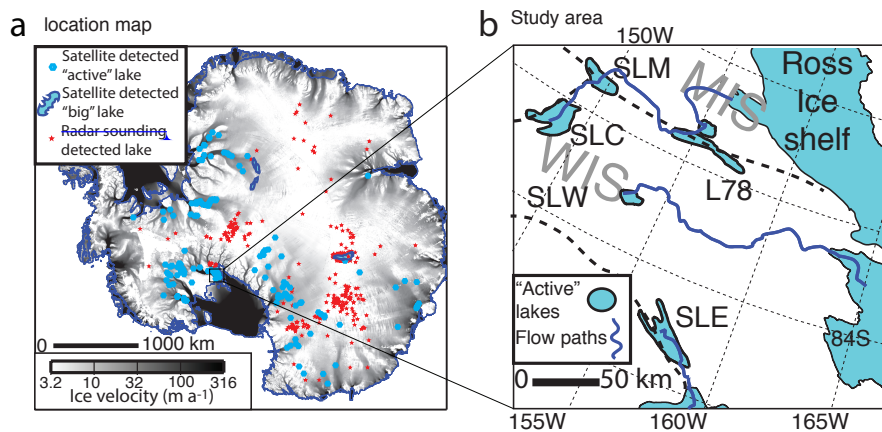 a
location map
Satellite detected
“active” lake
Satellite detected
“big” lake
Radar sounding
detected lake
0 1000 km
3.2 10 32 100 316
Ice velocity (m a-1)
b
Study area
150W
SLM
MIS
Ross
Ice
shelf
SLC
WIS
SLW
L78
“Active”
lakes
Flow paths
SLE
84S
0 50 km
155W
160W
165W